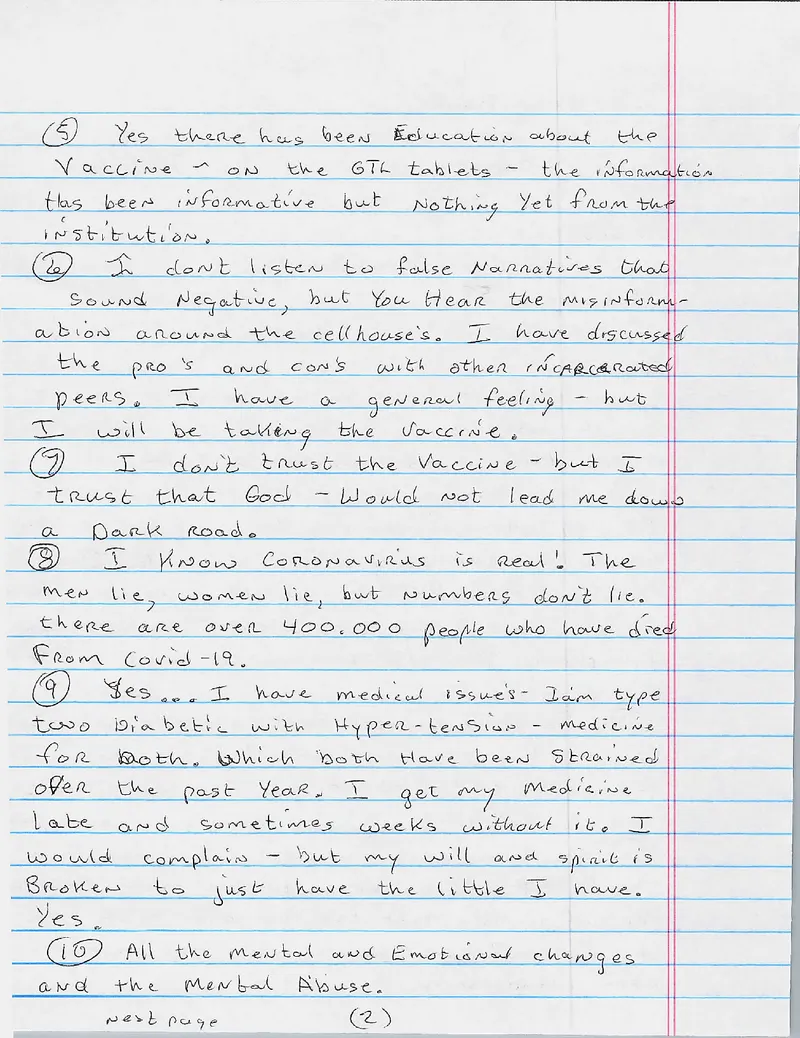 (5) Yes there has been Education about the
Vaccine - on the GTL tablets - the information
Has been informative but Nothing Yet from the
institution.
(6) I don't listen to false Narratives that
sound Negative, but You Hear the misinform-
ation around the cellhouse's. I have discussed
the pro's and con's with other incarcerated
peers. I have a general feeling - but
I will be taking the Vaccine.
(7) I don't trust the Vaccine - but I
trust that God - Would not lead me down
a Dark Road.
(8) I Know Coronavirus is real! The
men lie, women lie, but numbers don't lie.
there are over 400.000 people who have died
From Covid-19.
(9) Yes... I have medical issue's - Iam type
two Diabetic with Hyper-tension - medicine
for both. Which both Have been Strained
over the past Year. I get my Medicine
late and sometimes weeks without it. I
would complain - but my will and spirit is
Broken to just have the little I have.
Yes.
(10) All the mental and Emotional changes
and the Mental Abuse.
Next page (2)